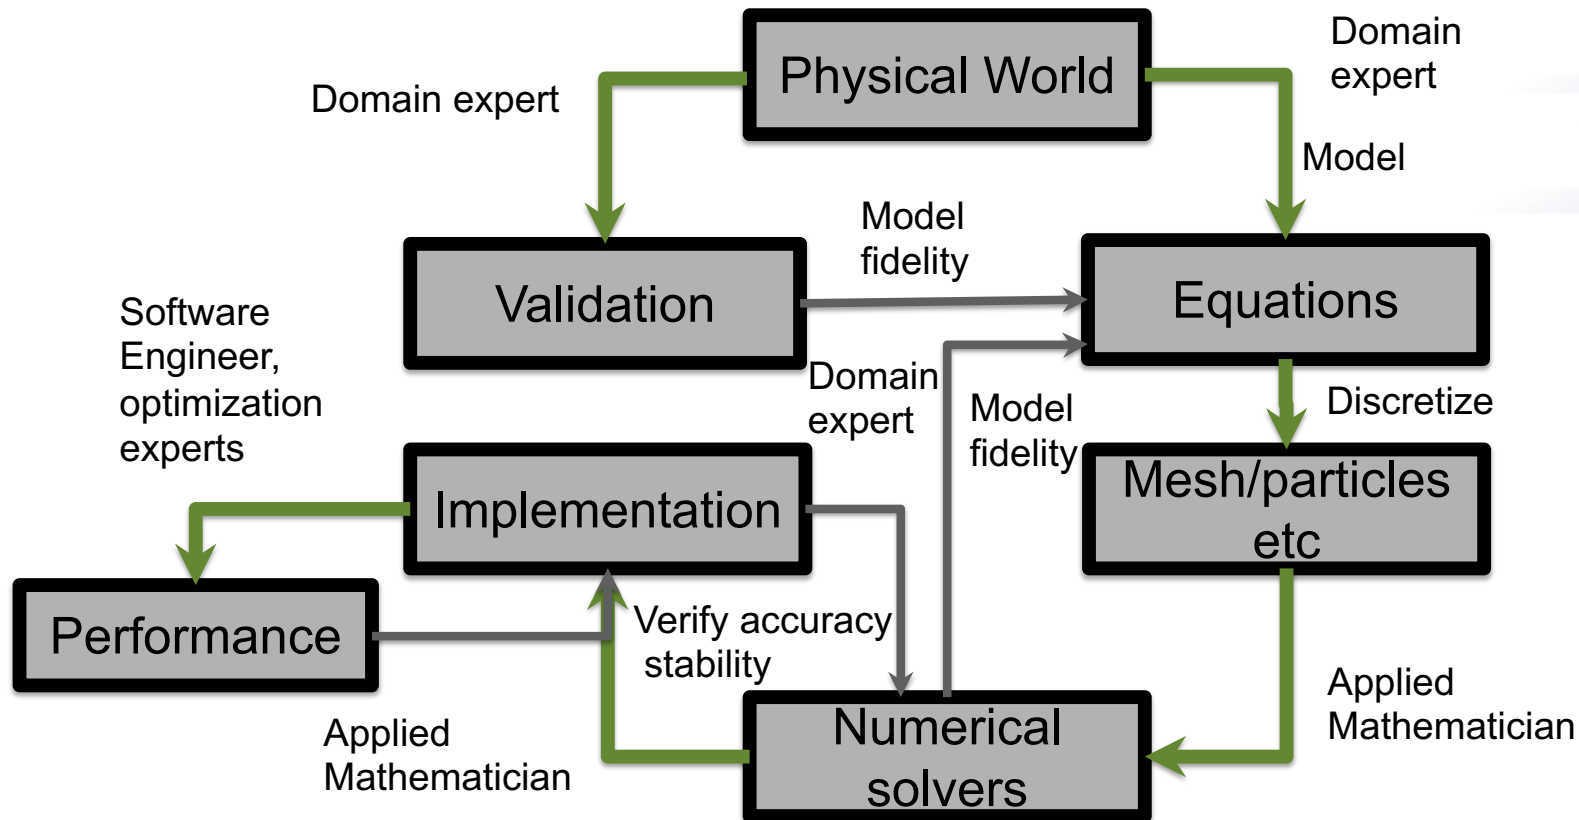 Physical World
Domain
expert
Domain expert
Model
Model
fidelity
Validation
Equations
Software
Engineer,
optimization
experts
Domain
expert
Model
fidelity
Discretize
Implementation
Mesh/particles
etc
Performance
Verify accuracy
stability
Applied
Mathematician
Numerical
solvers
Applied
Mathematician